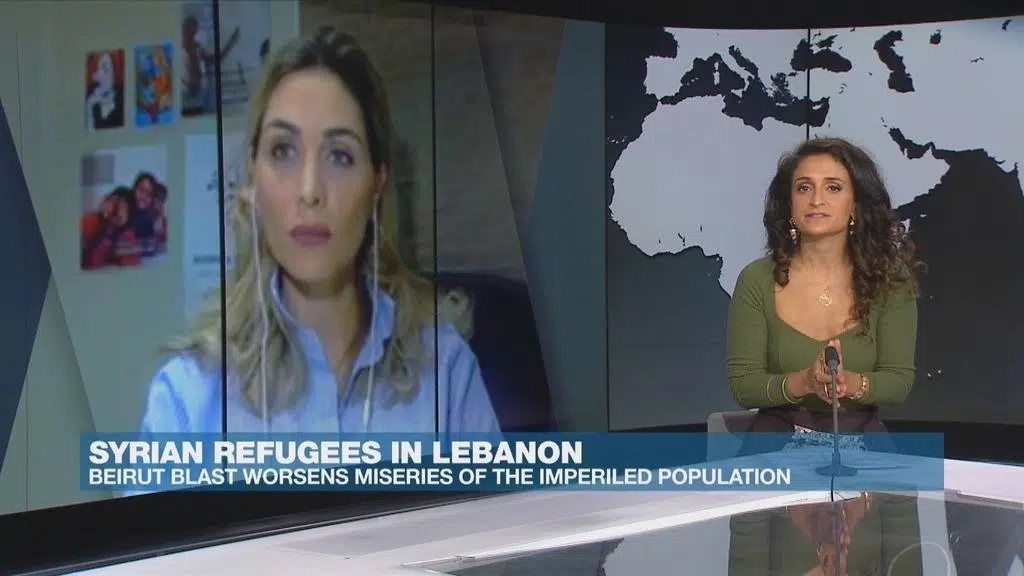 SYRIAN REFUGEES IN LEBANON
BEIRUT BLAST WORSENS MISERIES OF THE IMPERILED POPULATION